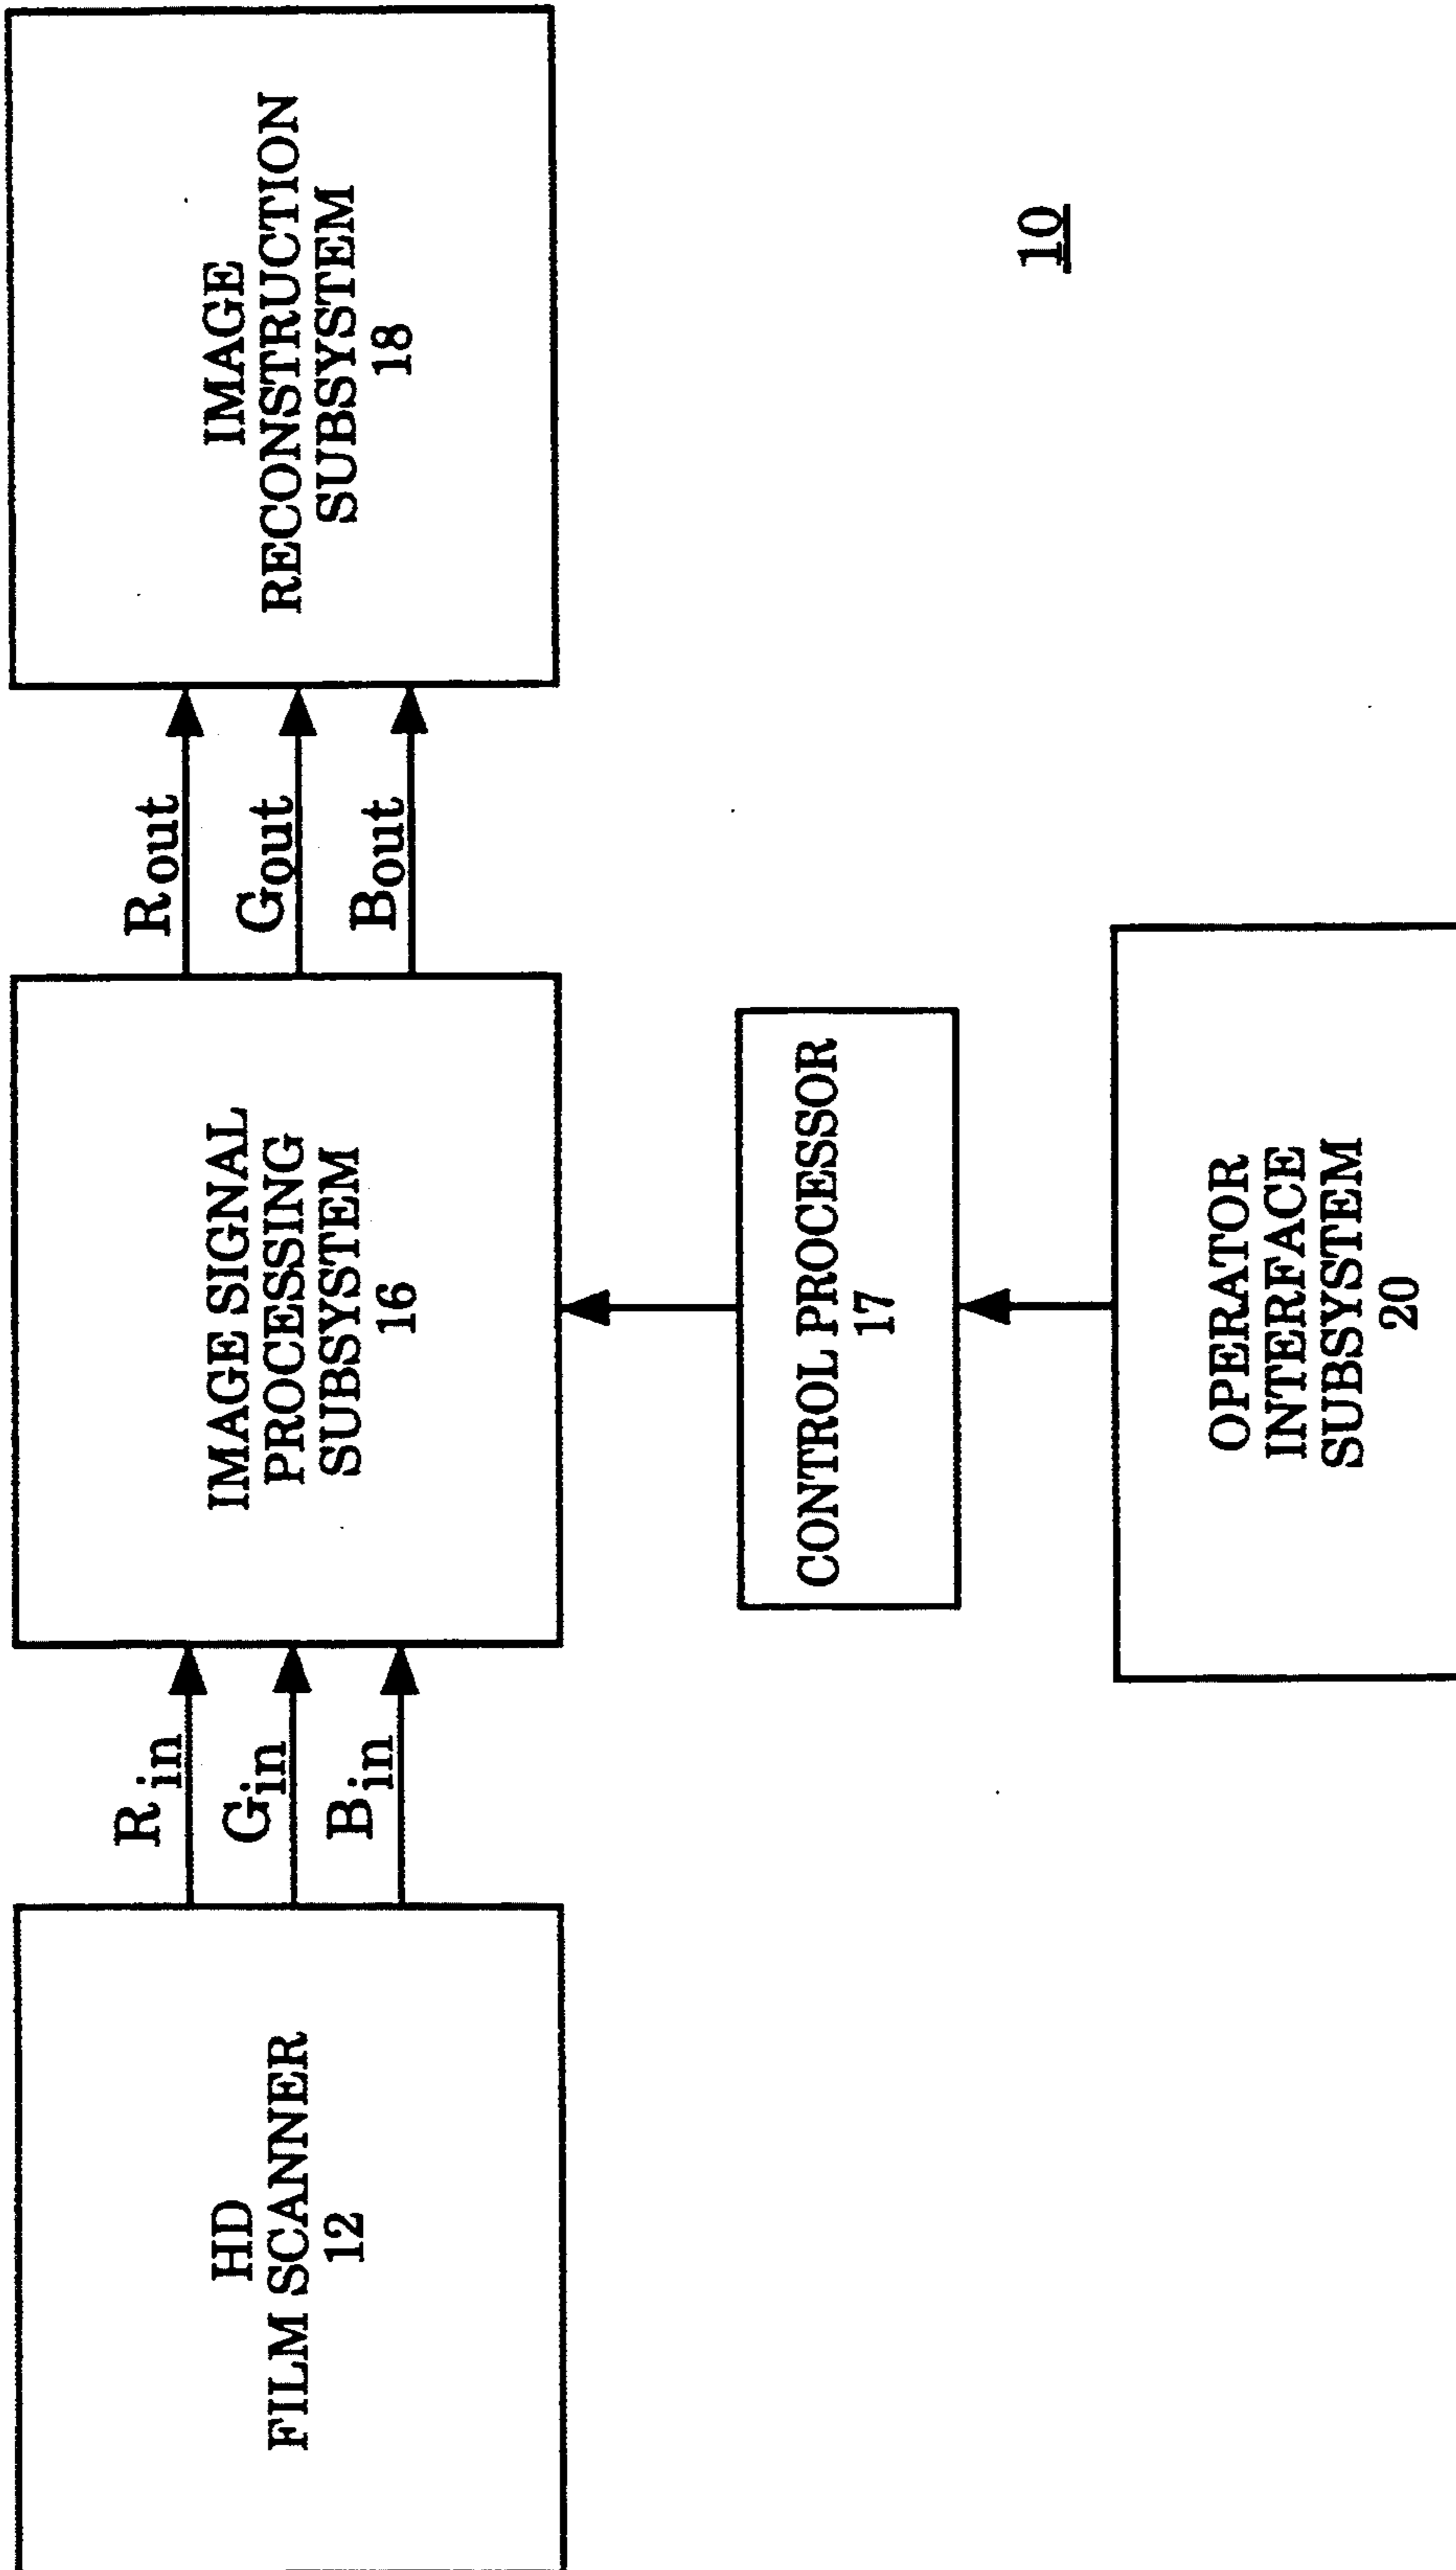 HD
FILM SCANNER
12
Rin
Gin
Bin
IMAGE SIGNAL
PROCESSING
SUBSYSTEM
16
Rout
Gout
Bout
IMAGE
RECONSTRUCTION
SUBSYSTEM
18
CONTROL PROCESSOR
17
OPERATOR
INTERFACE
SUBSYSTEM
20
10